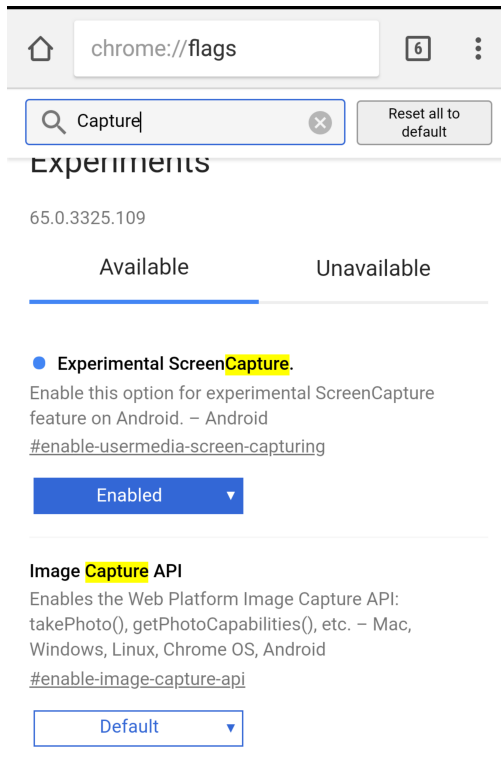 chrome://flags
6
Capture
Reset all to
default
Experiments
65.0.3325.109
Available
Unavailable
Experimental ScreenCapture.
Enable this option for experimental ScreenCapture
feature on Android. – Android
#enable-usermedia-screen-capturing
Enabled
Image Capture API
Enables the Web Platform Image Capture API:
takePhoto(), getPhotoCapabilities(), etc. – Mac,
Windows, Linux, Chrome OS, Android
#enable-image-capture-api
Default